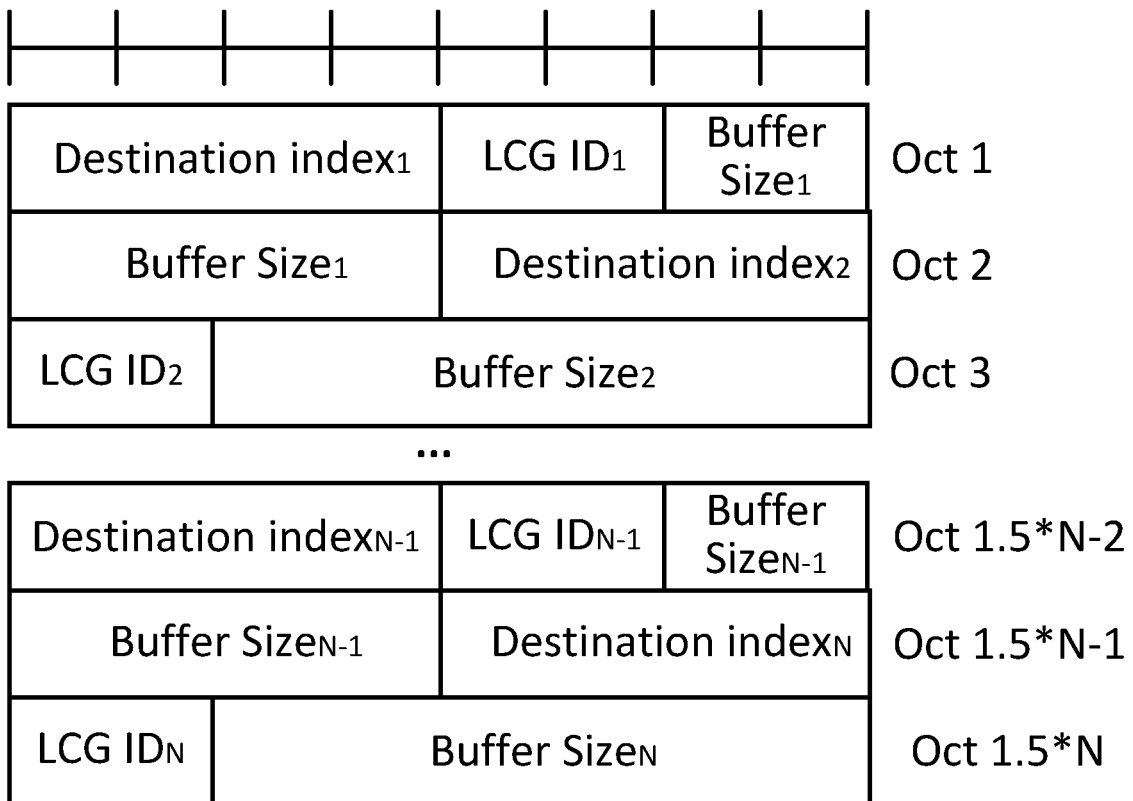 Destination index1 LCG ID1 Buffer Size1 Oct 1
Buffer Size1 Destination index2 Oct 2
LCG ID2 Buffer Size2 Oct 3
...
Destination indexN-1 LCG IDN-1 Buffer SizeN-1 Oct 1.5*N-2
Buffer SizeN-1 Destination indexN Oct 1.5*N-1
LCG IDN Buffer SizeN Oct 1.5*N